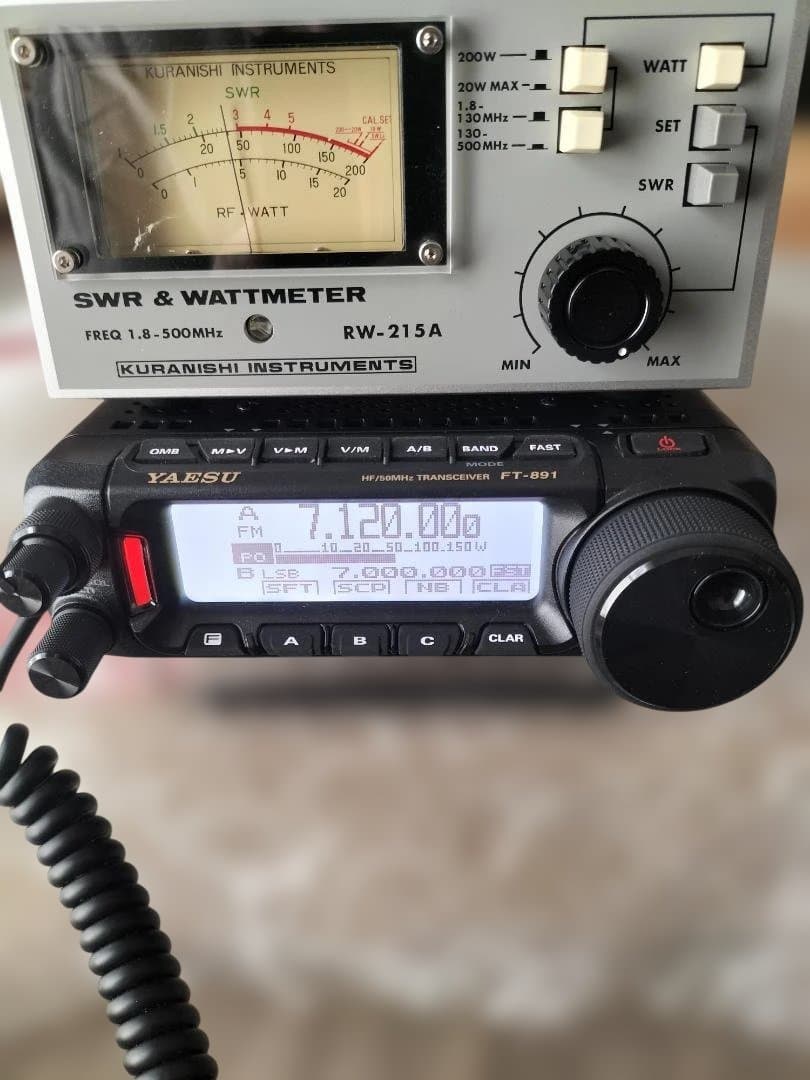 KURANISHI INSTRUMENTS
SWR
1.5 2 3 4 5 CAL SET
0 20 50 100 150 200
0 1 5 10 15 20
RF-WATT
200W
20W MAX
1.8-
130MHz
130-
500MHz
WATT
SET
SWR
MIN MAX
SWR & WATTMETER
FREQ 1.8-500MHz RW-215A
KURANISHI INSTRUMENTS
QMB M▶V V▶M V/M A/B BAND FAST
MODE LOCK
YAESU HF/50MHz TRANSCEIVER FT-891
A 7.120.000
FM
PO 0 10 20 50 100 150 W
B LSB 7.000.000 FST
SFT SCP NB CLA
F A B C CLAR